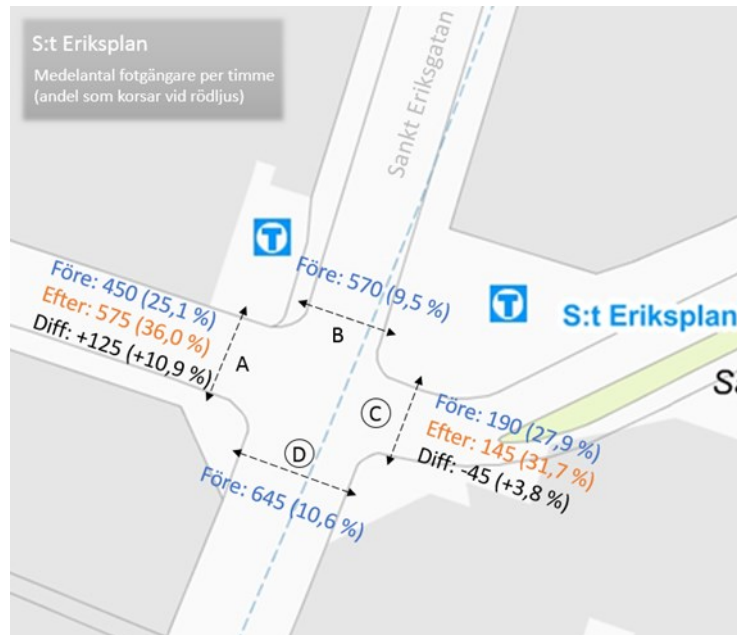 S:t Eriksplan
Medelantal fotgängare per timme
(andel som korsar vid rödljus)
Sankt Eriksgatan
T
Före: 570 (9,5 %)
Före: 450 (25,1 %)
Efter: 575 (36,0 %)
Diff: +125 (+10,9 %)
A
B
T
S:t Eriksplan
C
Före: 190 (27,9 %)
Efter: 145 (31,7 %)
Diff: -45 (+3,8 %)
D
Före: 645 (10,6 %)